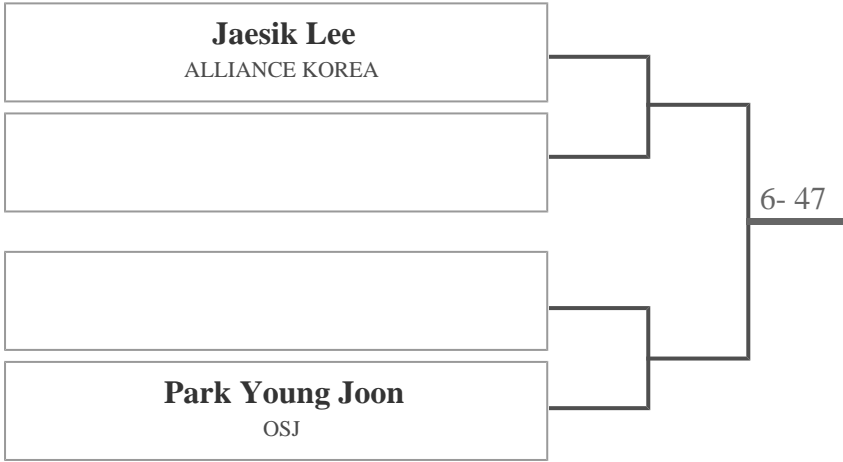 Jaesik Lee
ALLIANCE KOREA
6- 47
Park Young Joon
OSJ